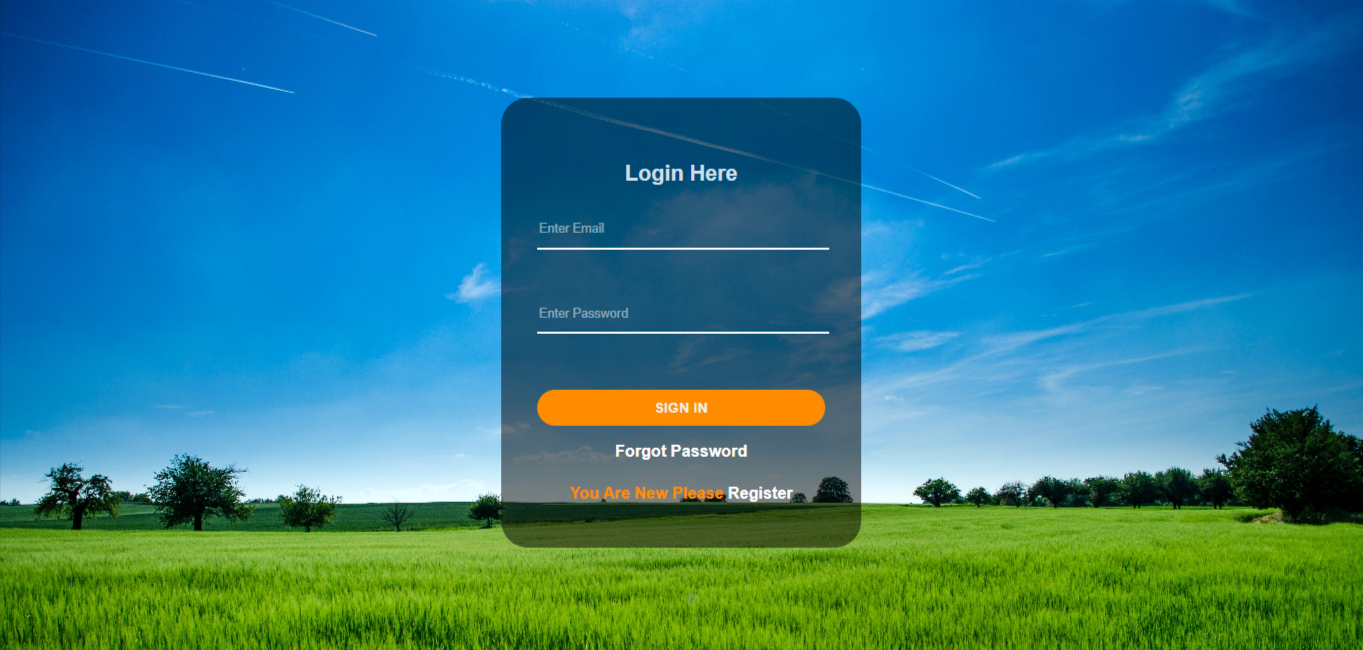 Login Here
Enter Email
Enter Password
SIGN IN
Forgot Password
You Are New Please Register